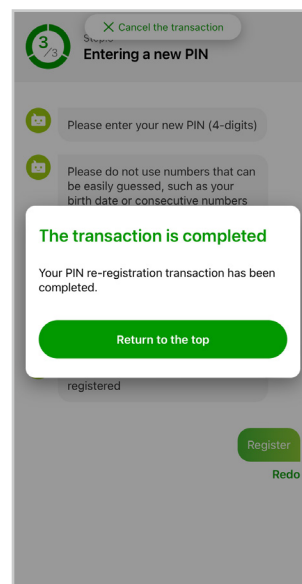 Cancel the transaction
3/3
Entering a new PIN
Please enter your new PIN (4-digits)
Please do not use numbers that can
be easily guessed, such as your
birth date or consecutive numbers
The transaction is completed
Your PIN re-registration transaction has been
completed.
Return to the top
registered
Register
Redo